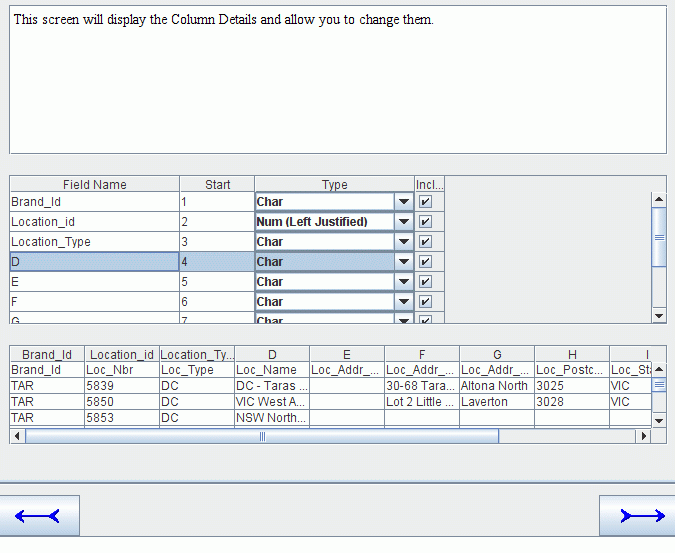 This screen will display the Column Details and allow you to change them.
Field Name Start Type Incl...
Brand_Id 1 Char
Location_id 2 Num (Left Justified)
Location_Type 3 Char
D 4 Char
E 5 Char
F 6 Char
G 7 Char
Brand_Id Location_id Location_Ty... D E F G H I
Brand_Id Loc_Nbr Loc_Type Loc_Name Loc_Addr_... Loc_Addr_... Loc_Addr_... Loc_Postc... Loc_Sta
TAR 5839 DC DC - Taras ... 30-68 Tara... Altona North 3025 VIC
TAR 5850 DC VIC West A... Lot 2 Little ... Laverton 3028 VIC
TAR 5853 DC NSW North...